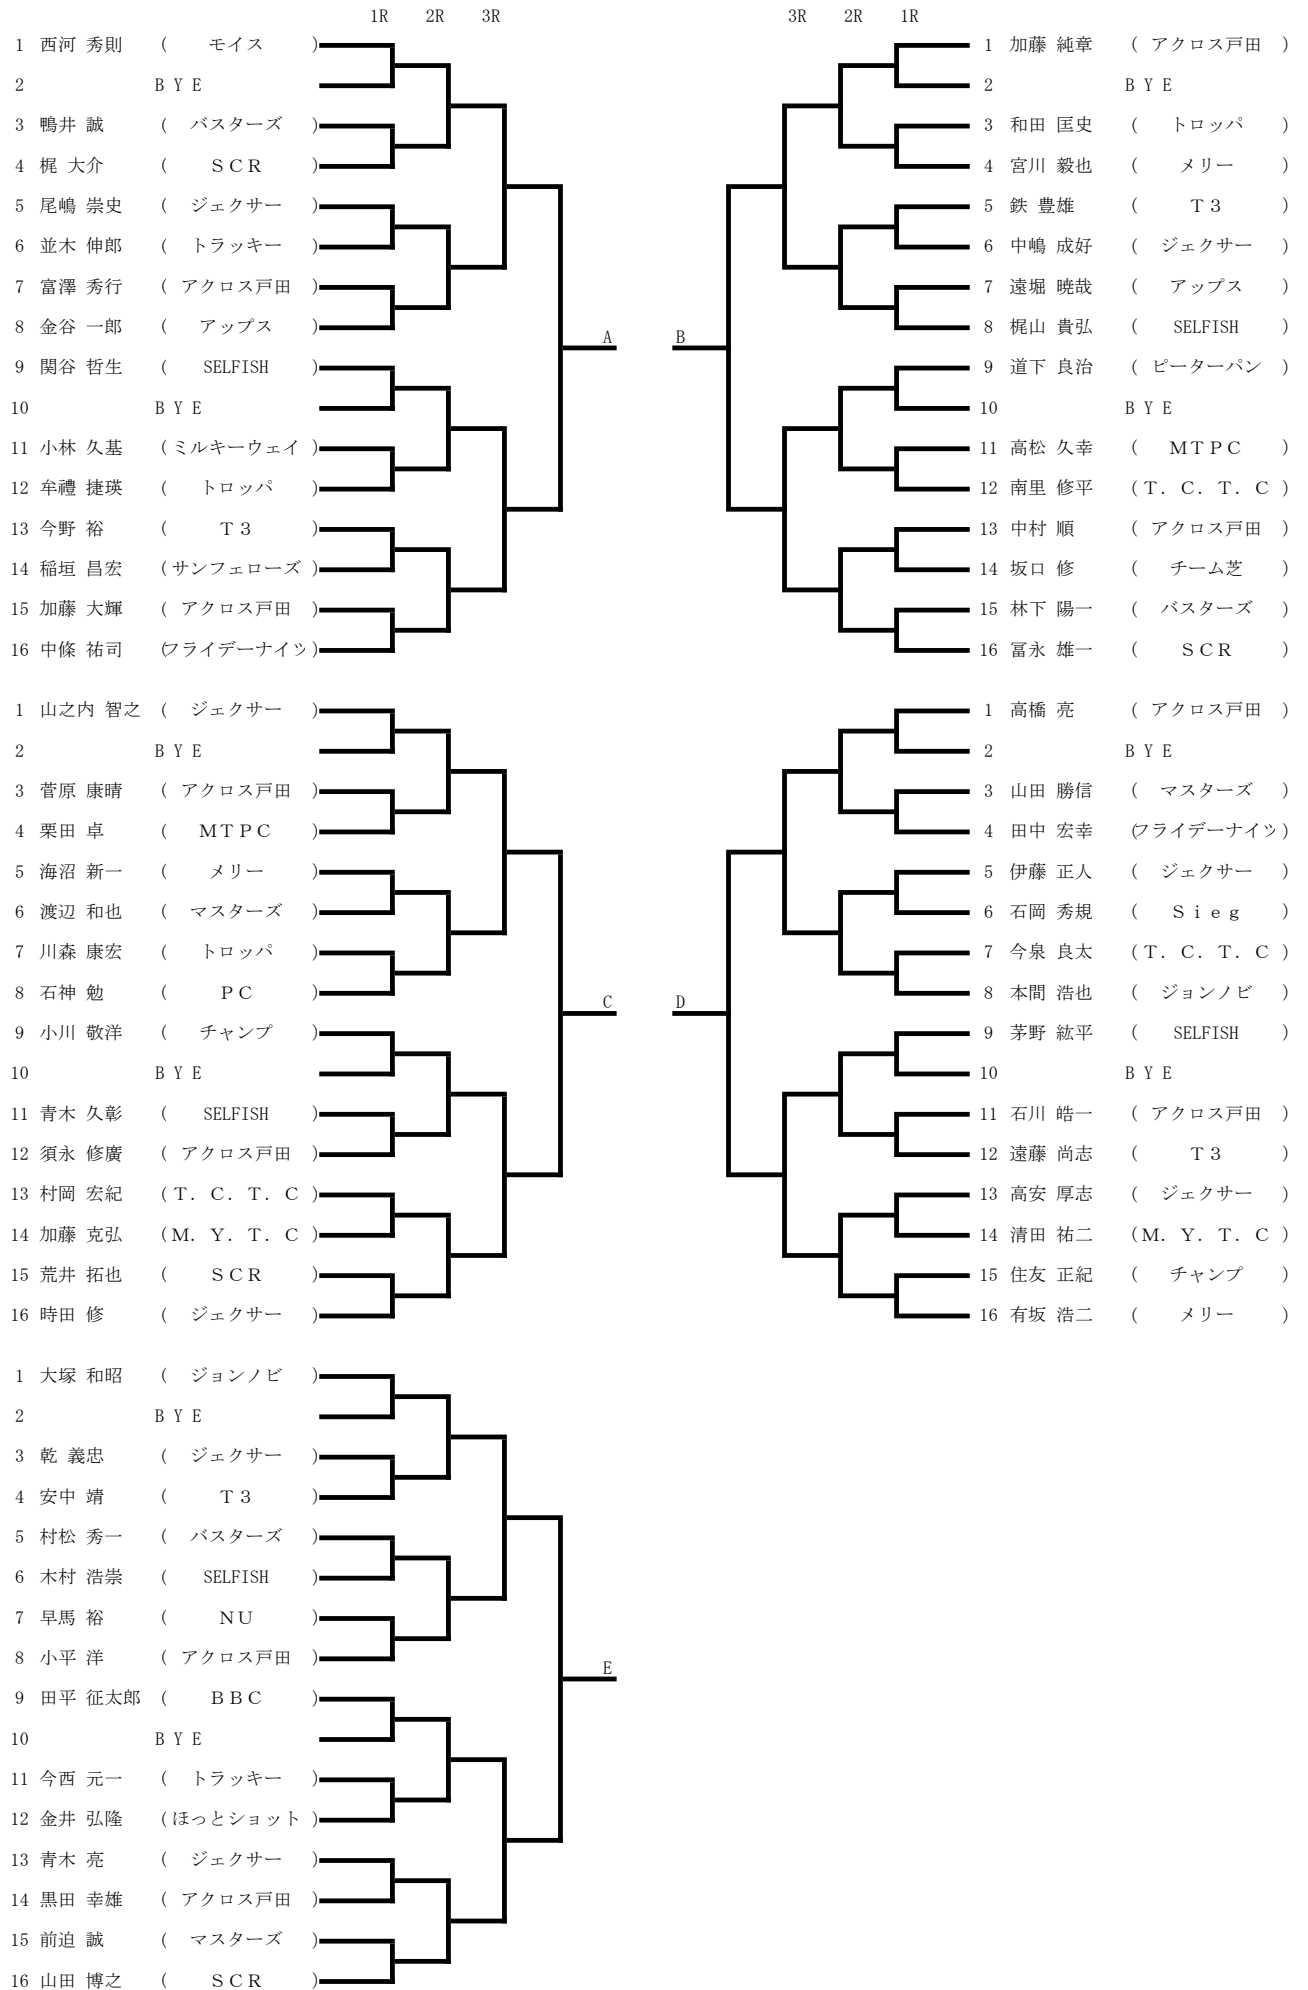 1R 2R 3R
1 西河 秀則 ( モイス )
2 ＢＹＥ
3 鴨井 誠 ( バスターズ )
4 梶 大介 ( ＳＣＲ )
5 尾嶋 崇史 ( ジェクサー )
6 並木 伸郎 ( トラッキー )
7 富澤 秀行 ( アクロス戸田 )
8 金谷 一郎 ( アップス )
9 関谷 哲生 ( SELFISH )
10 ＢＹＥ
11 小林 久基 ( ミルキーウェイ )
12 牟禮 捷瑛 ( トロッパ )
13 今野 裕 ( Ｔ３ )
14 稲垣 昌宏 ( サンフェローズ )
15 加藤 大輝 ( アクロス戸田 )
16 中條 祐司 ( フライデーナイツ )
A
3R 2R 1R
1 加藤 純章 ( アクロス戸田 )
2 ＢＹＥ
3 和田 匡史 ( トロッパ )
4 宮川 毅也 ( メリー )
5 鉄 豊雄 ( Ｔ３ )
6 中嶋 成好 ( ジェクサー )
7 遠堀 暁哉 ( アップス )
8 梶山 貴弘 ( SELFISH )
9 道下 良治 ( ピーターパン )
10 ＢＹＥ
11 高松 久幸 ( ＭＴＰＣ )
12 南里 修平 ( Ｔ．Ｃ．Ｔ．Ｃ )
13 中村 順 ( アクロス戸田 )
14 坂口 修 ( チーム芝 )
15 林下 陽一 ( バスターズ )
16 冨永 雄一 ( ＳＣＲ )
B
1 山之内 智之 ( ジェクサー )
2 ＢＹＥ
3 菅原 康晴 ( アクロス戸田 )
4 栗田 卓 ( ＭＴＰＣ )
5 海沼 新一 ( メリー )
6 渡辺 和也 ( マスターズ )
7 川森 康宏 ( トロッパ )
8 石神 勉 ( ＰＣ )
9 小川 敬洋 ( チャンプ )
10 ＢＹＥ
11 青木 久彰 ( SELFISH )
12 須永 修廣 ( アクロス戸田 )
13 村岡 宏紀 ( Ｔ．Ｃ．Ｔ．Ｃ )
14 加藤 克弘 ( Ｍ．Ｙ．Ｔ．Ｃ )
15 荒井 拓也 ( ＳＣＲ )
16 時田 修 ( ジェクサー )
C
1 高橋 亮 ( アクロス戸田 )
2 ＢＹＥ
3 山田 勝信 ( マスターズ )
4 田中 宏幸 ( フライデーナイツ )
5 伊藤 正人 ( ジェクサー )
6 石岡 秀規 ( Ｓｉｅｇ )
7 今泉 良太 ( Ｔ．Ｃ．Ｔ．Ｃ )
8 本間 浩也 ( ジョンノビ )
9 茅野 紘平 ( SELFISH )
10 ＢＹＥ
11 石川 皓一 ( アクロス戸田 )
12 遠藤 尚志 ( Ｔ３ )
13 高安 厚志 ( ジェクサー )
14 清田 祐二 ( Ｍ．Ｙ．Ｔ．Ｃ )
15 住友 正紀 ( チャンプ )
16 有坂 浩二 ( メリー )
D
1 大塚 和昭 ( ジョンノビ )
2 ＢＹＥ
3 乾 義忠 ( ジェクサー )
4 安中 靖 ( Ｔ３ )
5 村松 秀一 ( バスターズ )
6 木村 浩崇 ( SELFISH )
7 早馬 裕 ( ＮＵ )
8 小平 洋 ( アクロス戸田 )
9 田平 征太郎 ( ＢＢＣ )
10 ＢＹＥ
11 今西 元一 ( トラッキー )
12 金井 弘隆 ( ほっとショット )
13 青木 亮 ( ジェクサー )
14 黒田 幸雄 ( アクロス戸田 )
15 前迫 誠 ( マスターズ )
16 山田 博之 ( ＳＣＲ )
E